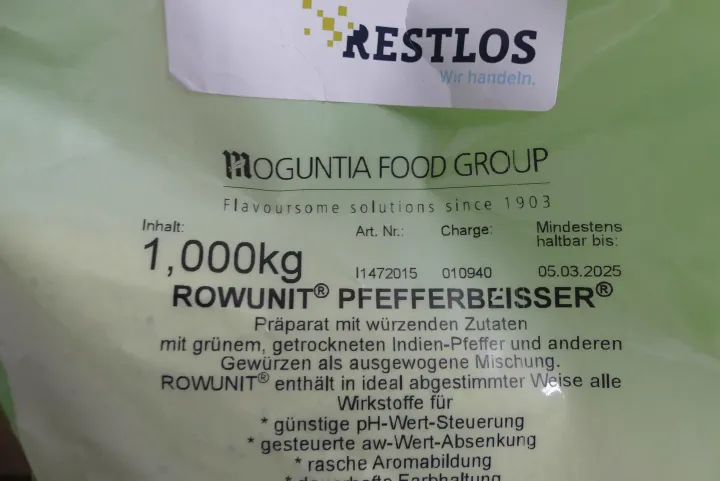 RESTLOS
Wir handeln.
MOGUNTIA FOOD GROUP
Flavoursome solutions since 1903
Inhalt:
1,000kg
Art. Nr.:
I1472015
Charge:
010940
Mindestens
haltbar bis:
05.03.2025
ROWUNIT® PFEFFERBEISSER®
Präparat mit würzenden Zutaten
mit grünem, getrockneten Indien-Pfeffer und anderen
Gewürzen als ausgewogene Mischung.
ROWUNIT® enthält in ideal abgestimmter Weise alle
Wirkstoffe für
* günstige pH-Wert-Steuerung
* gesteuerte aw-Wert-Absenkung
* rasche Aromabildung
* dauerhafte Farbhaltung